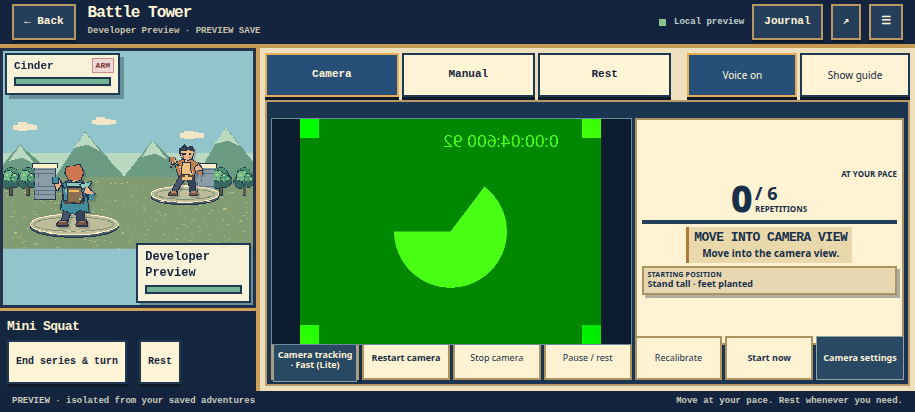 ← Back
Battle Tower
Developer Preview · PREVIEW SAVE
Local preview
Journal
↗
☰
Cinder
ARM
Developer
Preview
Mini Squat
End series & turn
Rest
Camera
Manual
Rest
Voice on
Show guide
0:00:04:600 92
AT YOUR PACE
0 / 6
REPETITIONS
MOVE INTO CAMERA VIEW
Move into the camera view.
STARTING POSITION
Stand tall · feet planted
Camera tracking
· Fast (Lite)
Restart camera
Stop camera
Pause / rest
Recalibrate
Start now
Camera settings
PREVIEW · isolated from your saved adventures
Move at your pace. Rest whenever you need.